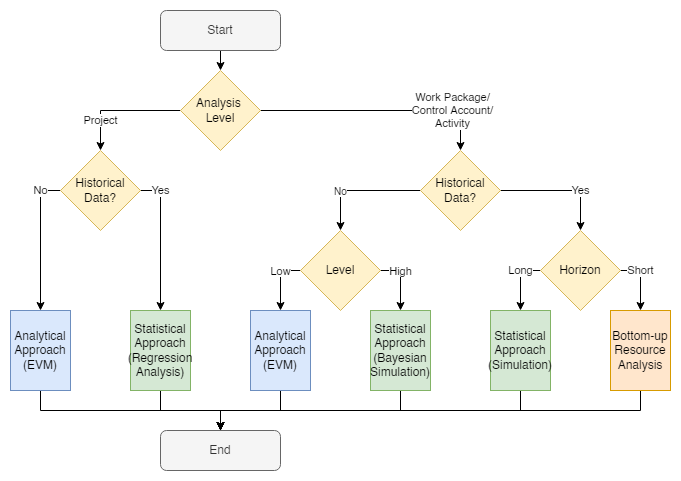 Start
Analysis
Level
Project
Work Package/
Control Account/
Activity
Historical
Data?
No
Yes
Historical
Data?
No
Yes
Level
Low
High
Horizon
Long
Short
Analytical
Approach
(EVM)
Statistical
Approach
(Regression
Analysis)
Analytical
Approach
(EVM)
Statistical
Approach
(Bayesian
Simulation)
Statistical
Approach
(Simulation)
Bottom-up
Resource
Analysis
End